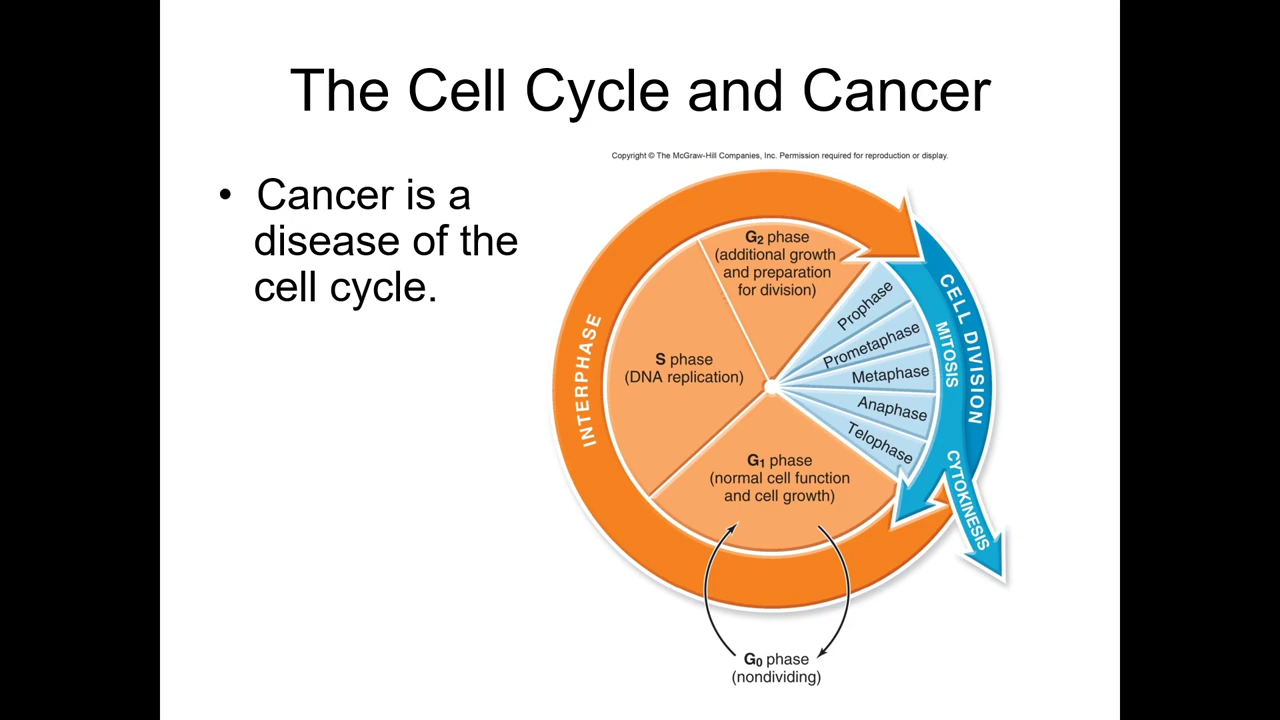 The Cell Cycle and Cancer
Copyright © The McGraw-Hill Companies, Inc. Permission required for reproduction or display.
• Cancer is a
disease of the
cell cycle.
G2 phase
(additional growth
and preparation
for division)
Prophase
Prometaphase
Metaphase
Anaphase
Telophase
CELL DIVISION
MITOSIS
CYTOKINESIS
INTERPHASE
S phase
(DNA replication)
G1 phase
(normal cell function
and cell growth)
G0 phase
(nondividing)